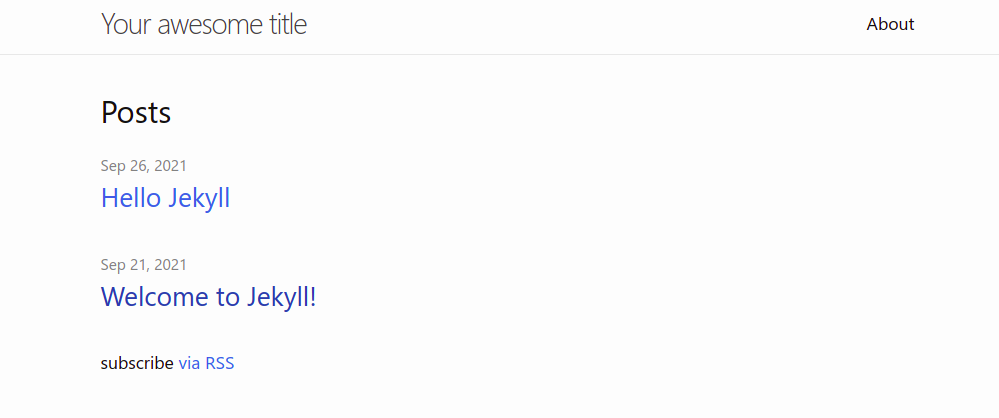 Your awesome title
About
Posts
Sep 26, 2021
Hello Jekyll
Sep 21, 2021
Welcome to Jekyll!
subscribe via RSS